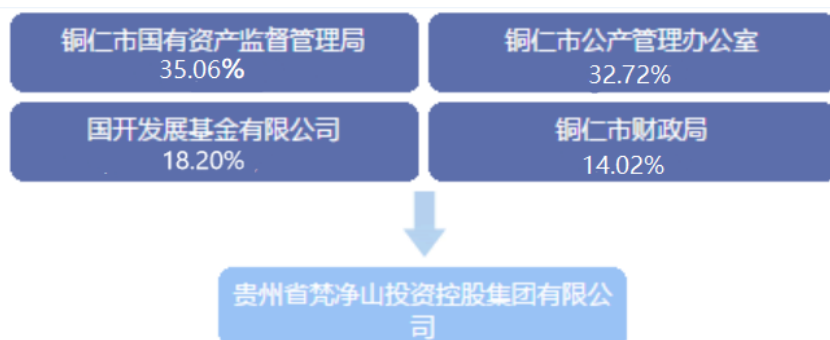 铜仁市国有资产监督管理局
35.06%
铜仁市公产管理办公室
32.72%
国开发展基金有限公司
18.20%
铜仁市财政局
14.02%
贵州省梵净山投资控股集团有限公
司